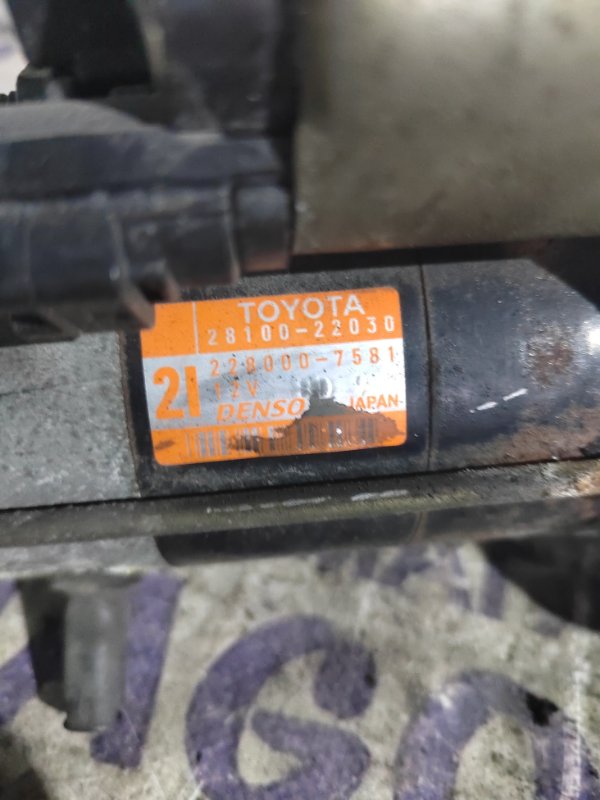 TOYOTA
28100-22030
228000-7581
21
12V
DENSO
JAPAN